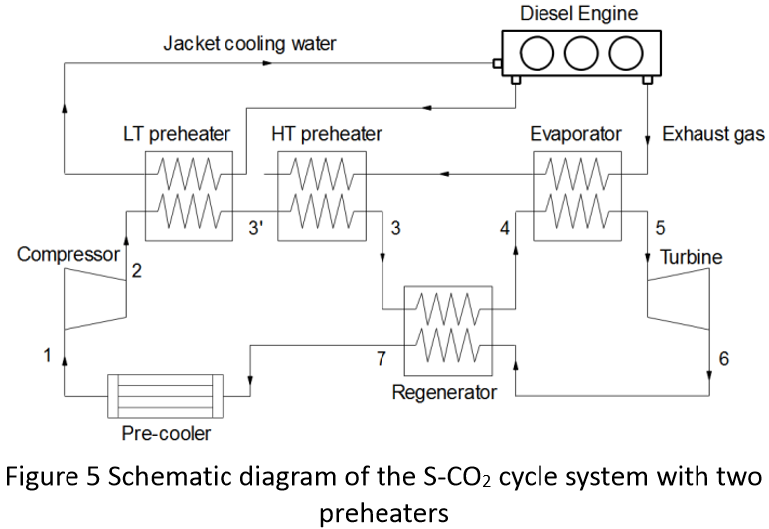 Diesel Engine
Jacket cooling water
LT preheater
HT preheater
Evaporator
Exhaust gas
3'
3
4
5
Compressor
2
Turbine
1
7
6
Regenerator
Pre-cooler
Figure 5 Schematic diagram of the S-CO₂ cycle system with two
preheaters